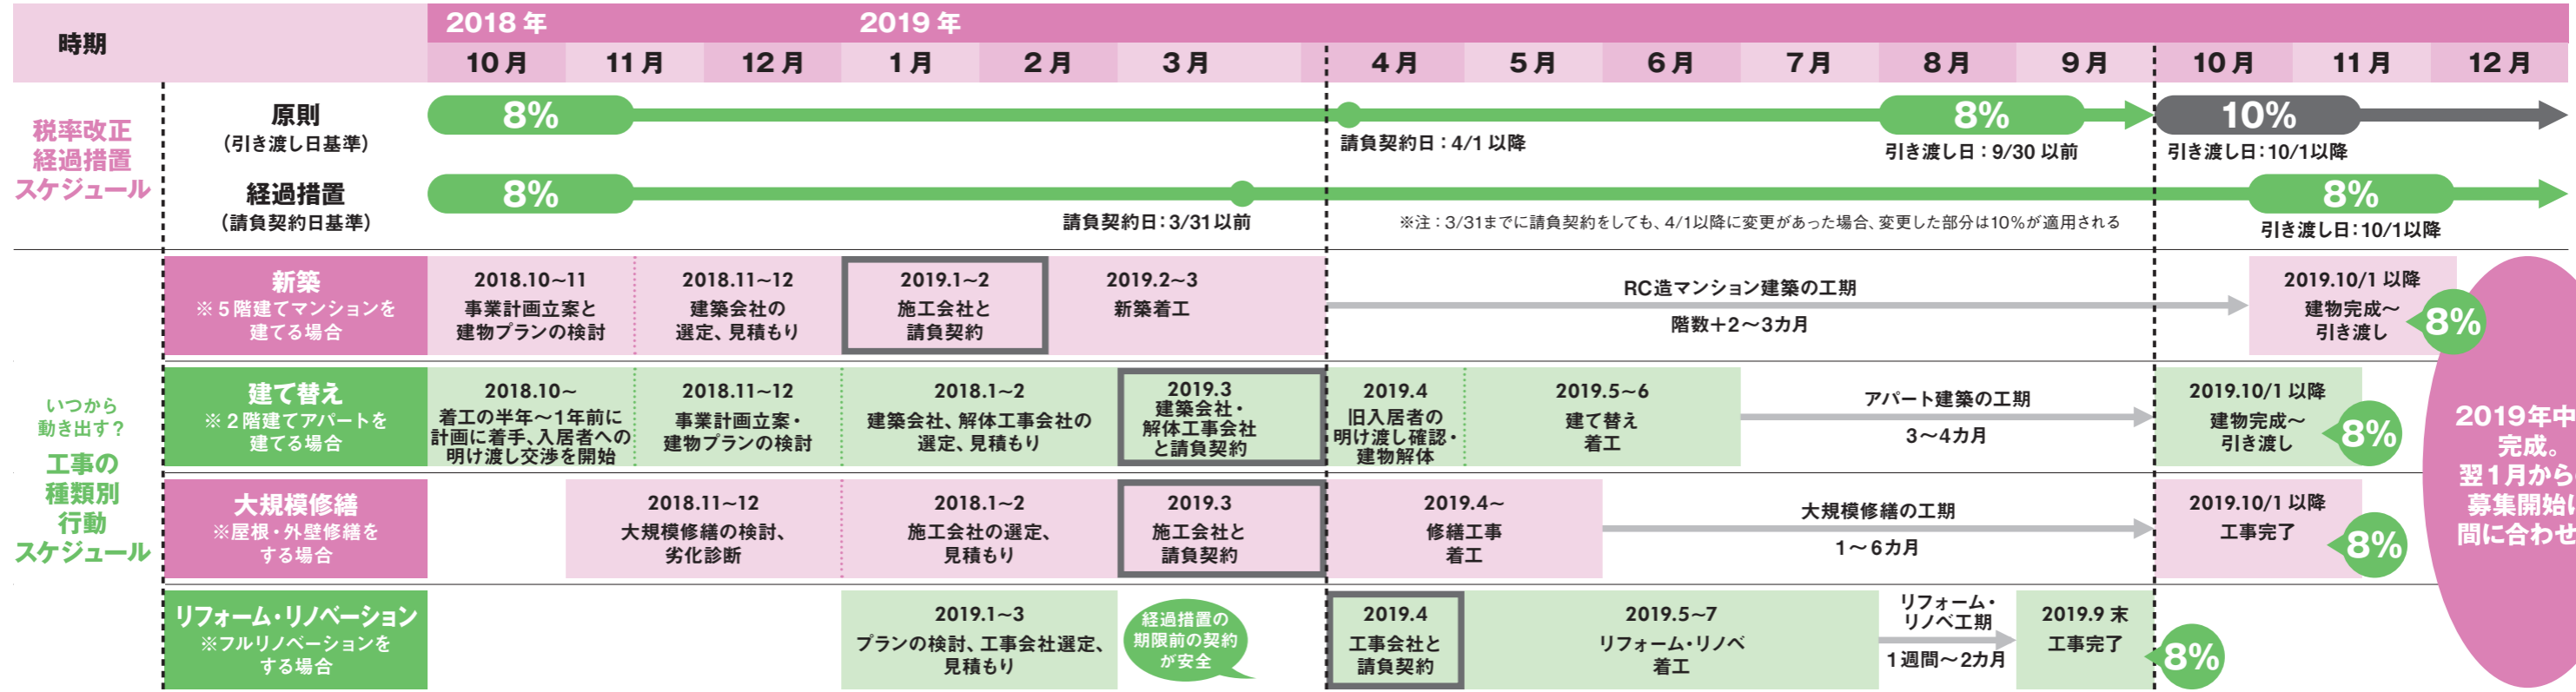 時期
2018年
2019年
10月
11月
12月
1月
2月
3月
4月
5月
6月
7月
8月
9月
10月
11月
12月
税率改正
経過措置
スケジュール
原則
（引き渡し日基準）
8%
請負契約日：4/1 以降
8%
引き渡し日：9/30 以前
10%
引き渡し日：10/1以降
経過措置
（請負契約日基準）
8%
請負契約日：3/31以前
※注：3/31までに請負契約をしても、4/1以降に変更があった場合、変更した部分は10%が適用される
8%
引き渡し日：10/1以降
いつから
動き出す？
工事の
種類別
行動
スケジュール
新築
※５階建てマンションを
建てる場合
2018.10〜11
事業計画立案と
建物プランの検討
2018.11〜12
建築会社の
選定、見積もり
2019.1〜2
施工会社と
請負契約
2019.2〜3
新築着工
RC造マンション建築の工期
階数＋2〜3カ月
2019.10/1 以降
建物完成〜
引き渡し
8%
建て替え
※２階建てアパートを
建てる場合
2018.10〜
着工の半年〜1年前に
計画に着手、入居者への
明け渡し交渉を開始
2018.11〜12
事業計画立案・
建物プランの検討
2018.1〜2
建築会社、解体工事会社の
選定、見積もり
2019.3
建築会社・
解体工事会社
と請負契約
2019.4
旧入居者の
明け渡し確認・
建物解体
2019.5〜6
建て替え
着工
アパート建築の工期
3〜4カ月
2019.10/1 以降
建物完成〜
引き渡し
8%
大規模修繕
※屋根・外壁修繕を
する場合
2018.11〜12
大規模修繕の検討、
劣化診断
2018.1〜2
施工会社の選定、
見積もり
2019.3
施工会社と
請負契約
2019.4〜
修繕工事
着工
大規模修繕の工期
1〜6カ月
2019.10/1 以降
工事完了
8%
リフォーム・リノベーション
※フルリノベーションを
する場合
2019.1〜3
プランの検討、工事会社選定、
見積もり
経過措置の
期限前の契約
が安全
2019.4
工事会社と
請負契約
2019.5〜7
リフォーム・リノベ
着工
リフォーム・
リノベ工期
1週間〜2カ月
2019.9 末
工事完了
8%
2019年中
完成。
翌1月から
募集開始
間に合わせ